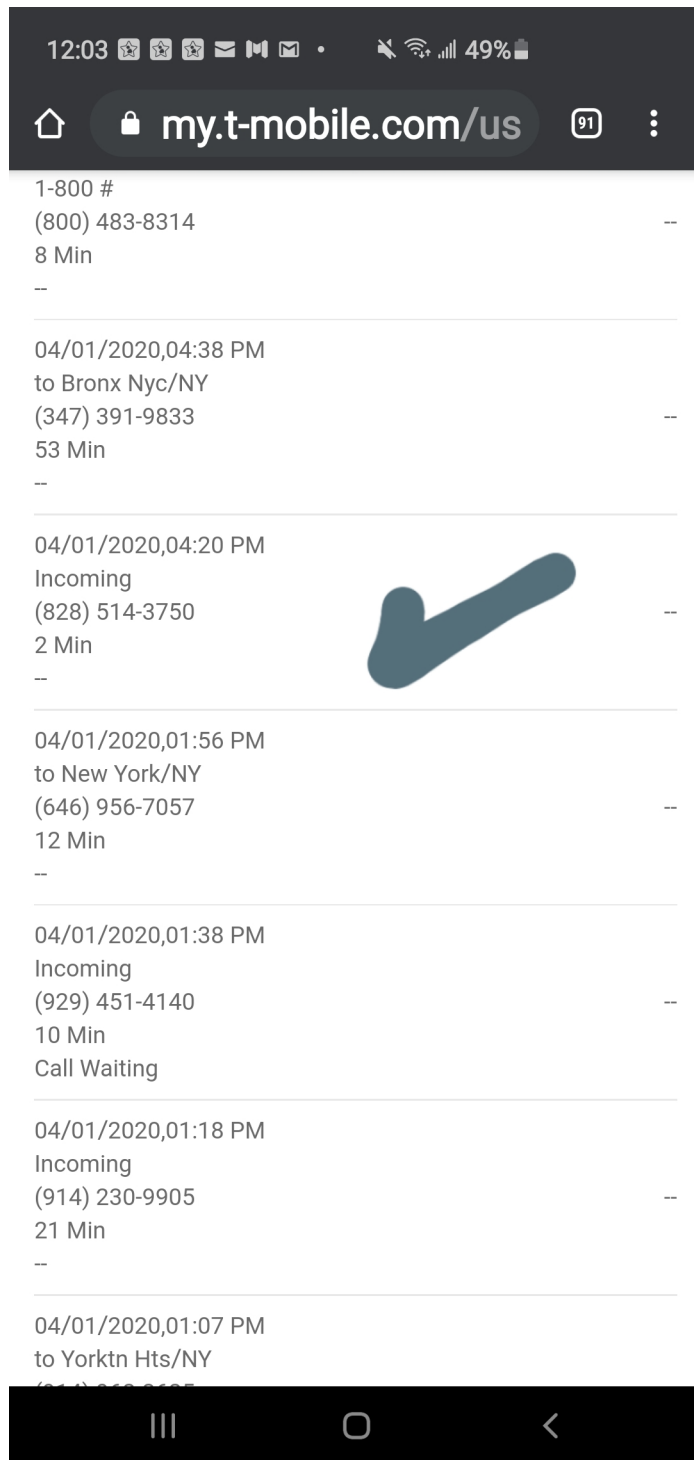 12:03
49%
my.t-mobile.com/us
91
1-800 #
(800) 483-8314
--
8 Min
--
04/01/2020,04:38 PM
to Bronx Nyc/NY
(347) 391-9833
--
53 Min
--
04/01/2020,04:20 PM
Incoming
(828) 514-3750
--
2 Min
--
04/01/2020,01:56 PM
to New York/NY
(646) 956-7057
--
12 Min
--
04/01/2020,01:38 PM
Incoming
(929) 451-4140
--
10 Min
Call Waiting
04/01/2020,01:18 PM
Incoming
(914) 230-9905
--
21 Min
--
04/01/2020,01:07 PM
to Yorktn Hts/NY